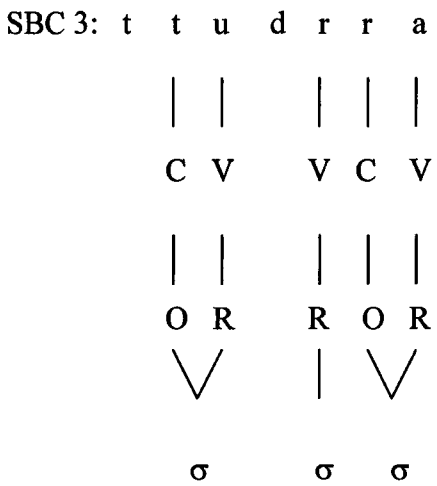 SBC 3: t t u d r r a
C V V C V
O R R O R
σ σ σ